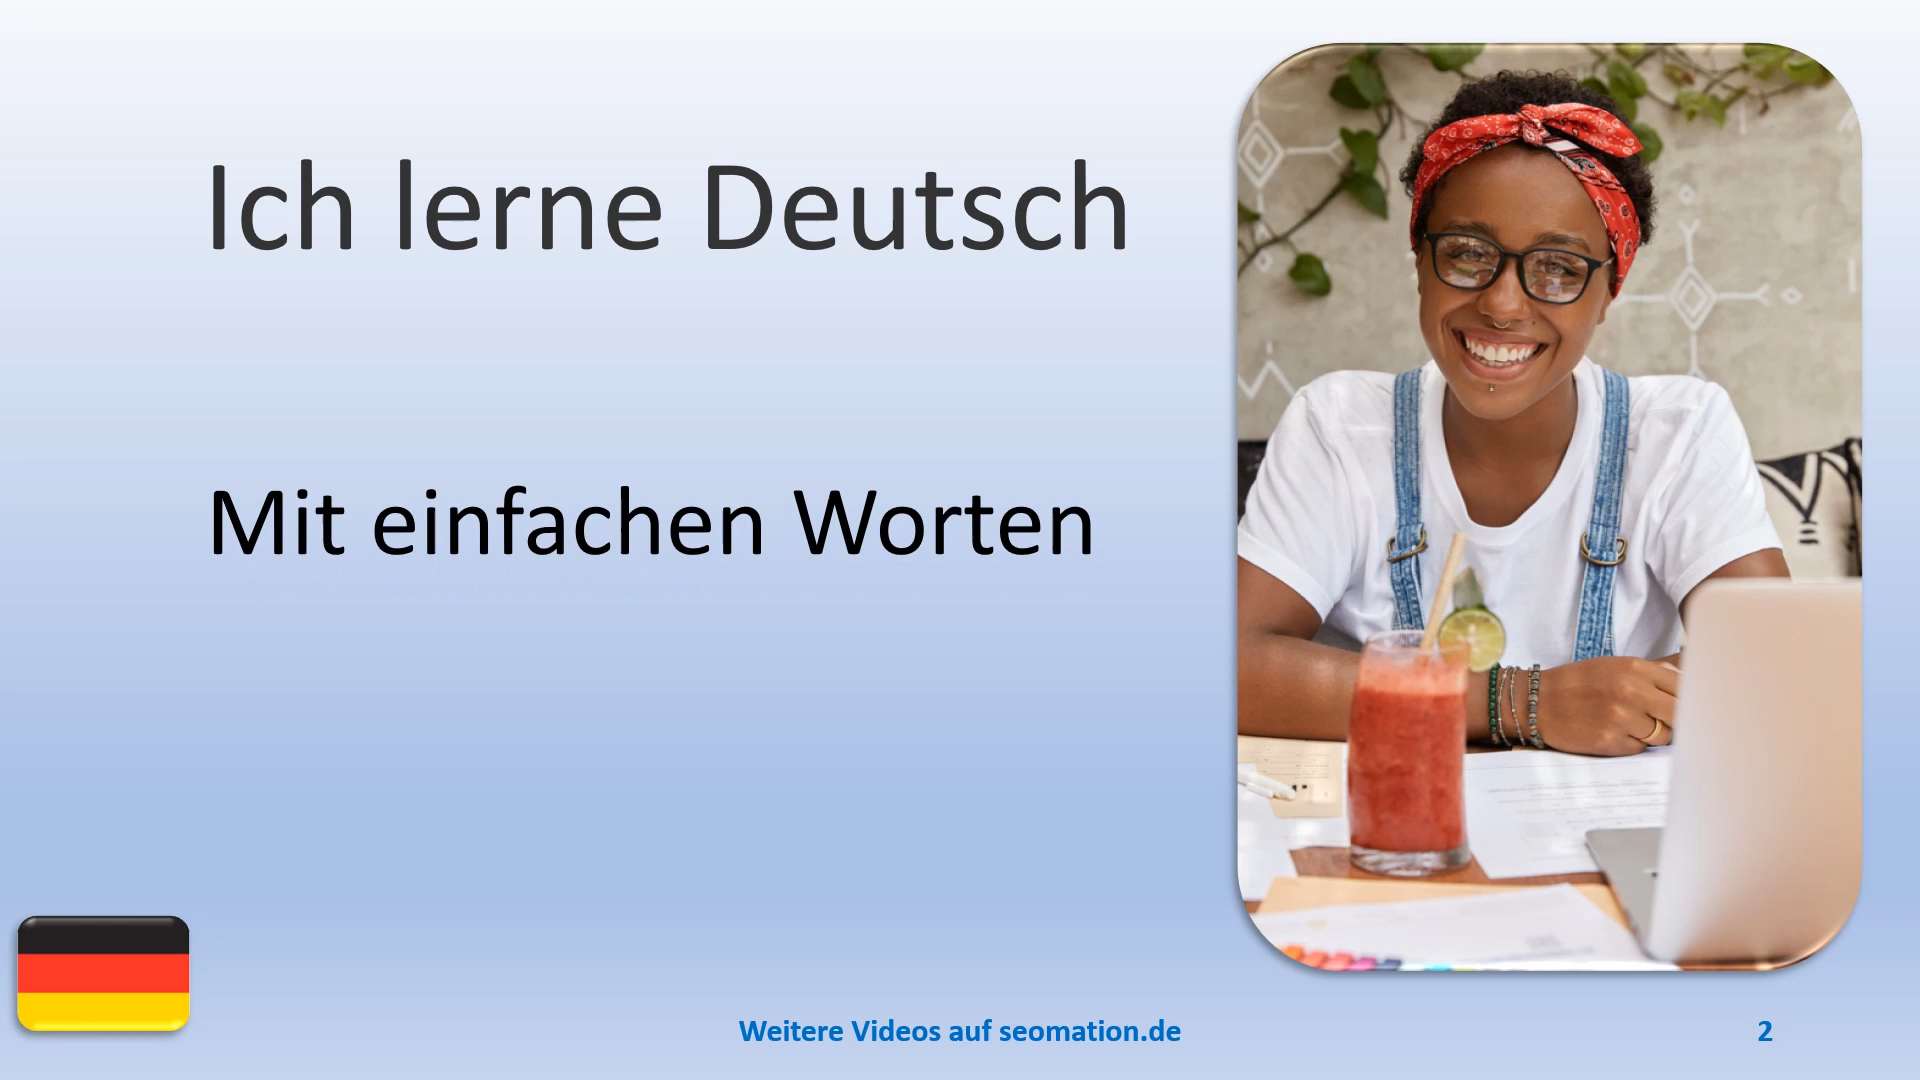 Ich lerne Deutsch
Mit einfachen Worten
Weitere Videos auf seomation.de
2